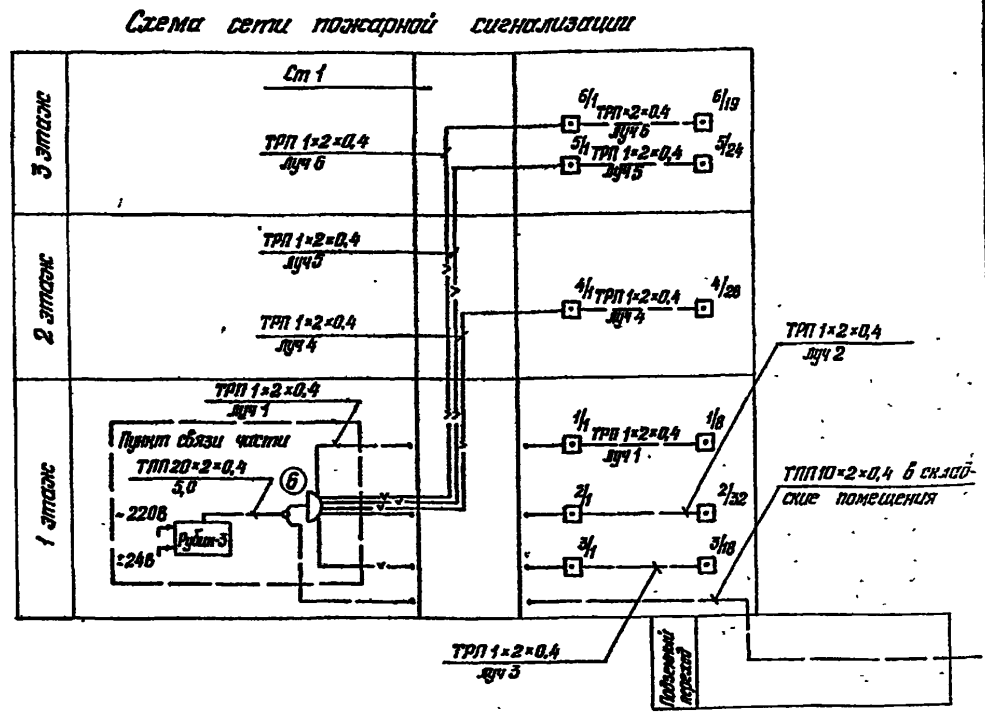 Схема сети пожарной сигнализации
3 этаж
Ст 1
6/1 ТРП 1×2×0,4 6/19
луч 6
5/1 ТРП 1×2×0,4 5/24
луч 5
ТРП 1×2×0,4
луч 6
2 этаж
ТРП 1×2×0,4
луч 5
4/1 ТРП 1×2×0,4 4/28
луч 4
ТРП 1×2×0,4
луч 4
ТРП 1×2×0,4
луч 2
1 этаж
ТРП 1×2×0,4
луч 1
Пункт связи части
ТПП 20×2×0,4
5,0
6
~220В
Рубин-3
±24В
1/1 ТРП 1×2×0,4 1/8
луч 1
2/1 2/32
3/1 3/18
ТПП 10×2×0,4 в склад-
ские помещения
ТРП 1×2×0,4
луч 3
Подземный
переход